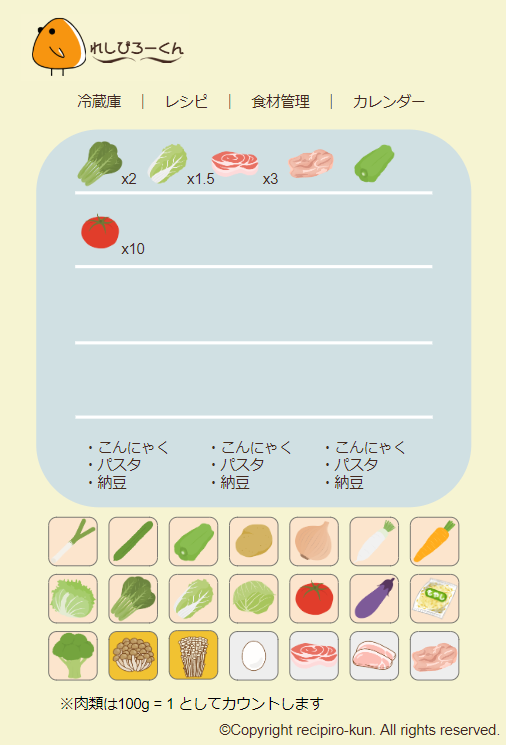 れしぴろーくん
冷蔵庫 | レシピ | 食材管理 | カレンダー
x2 x1.5 x3
x10
・こんにゃく ・こんにゃく ・こんにゃく
・パスタ ・パスタ ・パスタ
・納豆 ・納豆 ・納豆
※肉類は100g = 1 としてカウントします
©Copyright recipiro-kun. All rights reserved.